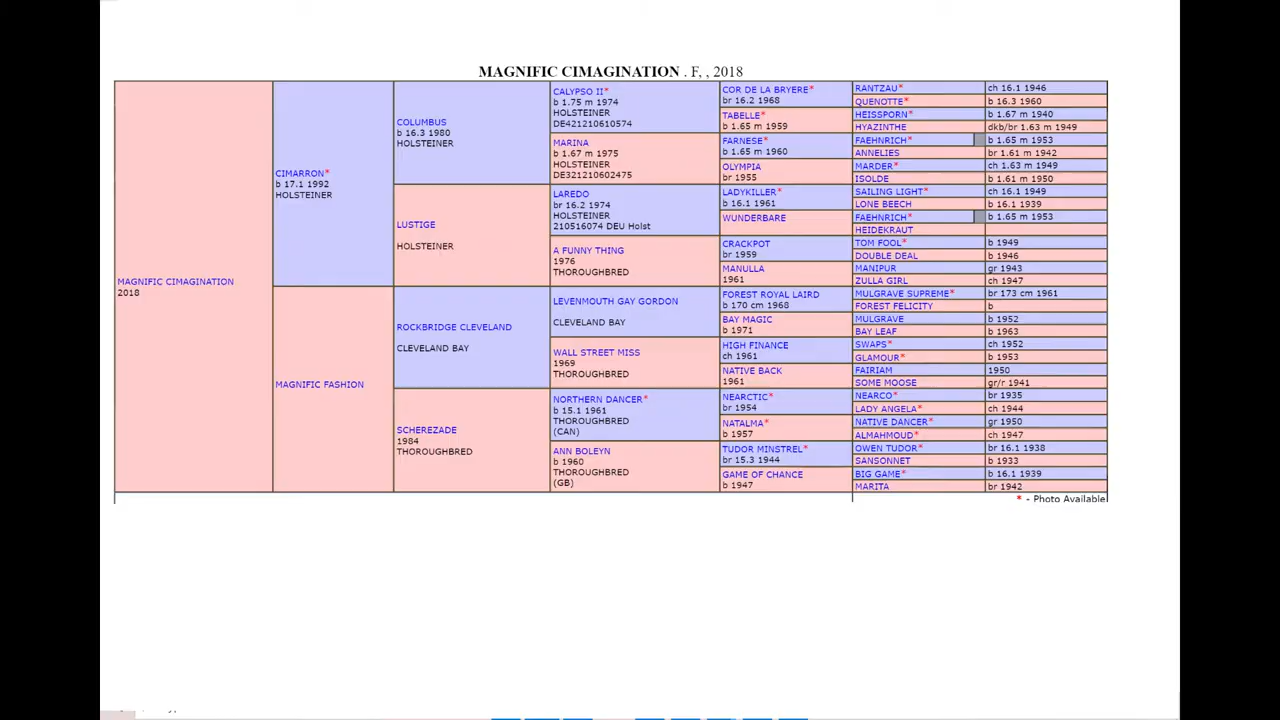 MAGNIFIC CIMAGINATION . F, , 2018
MAGNIFIC CIMAGINATION
2018
CIMARRON*
b 17.1 1992
HOLSTEINER
MAGNIFIC FASHION
COLUMBUS
b 16.3 1980
HOLSTEINER
LUSTIGE
HOLSTEINER
ROCKBRIDGE CLEVELAND
CLEVELAND BAY
SCHEREZADE
1984
THOROUGHBRED
CALYPSO II*
b 1.75 m 1974
HOLSTEINER
DE421210610574
MARINA
b 1.67 m 1975
HOLSTEINER
DE321210602475
LAREDO
br 16.2 1974
HOLSTEINER
210516074 DEU Holst
A FUNNY THING
1976
THOROUGHBRED
LEVENMOUTH GAY GORDON
CLEVELAND BAY
WALL STREET MISS
1969
THOROUGHBRED
NORTHERN DANCER*
b 15.1 1961
THOROUGHBRED
(CAN)
ANN BOLEYN
b 1960
THOROUGHBRED
(GB)
COR DE LA BRYERE*
br 16.2 1968
TABELLE*
b 1.65 m 1959
FARNESE*
b 1.65 m 1960
OLYMPIA
br 1955
LADYKILLER*
b 16.1 1961
WUNDERBARE
CRACKPOT
br 1959
MANULLA
1961
FOREST ROYAL LAIRD
b 170 cm 1968
BAY MAGIC
b 1971
HIGH FINANCE
ch 1961
NATIVE BACK
1961
NEARCTIC*
br 1954
NATALMA*
b 1957
TUDOR MINSTREL*
br 15.3 1944
GAME OF CHANCE
b 1947
RANTZAU* ch 16.1 1946
QUENOTTE* b 16.3 1960
HEISSPORN* b 1.67 m 1940
HYAZINTHE dkb/br 1.63 m 1949
FAEHNRICH* b 1.65 m 1953
ANNELIES br 1.61 m 1942
MARDER* ch 1.63 m 1949
ISOLDE b 1.61 m 1950
SAILING LIGHT* ch 16.1 1949
LONE BEECH b 16.1 1939
FAEHNRICH* b 1.65 m 1953
HEIDEKRAUT
TOM FOOL* b 1949
DOUBLE DEAL b 1946
MANIPUR gr 1943
ZULLA GIRL ch 1947
MULGRAVE SUPREME* br 173 cm 1961
FOREST FELICITY b
MULGRAVE b 1952
BAY LEAF b 1963
SWAPS* ch 1952
GLAMOUR* b 1953
FAIRIAM 1950
SOME MOOSE gr/r 1941
NEARCO* br 1935
LADY ANGELA* ch 1944
NATIVE DANCER* gr 1950
ALMAHMOUD* ch 1947
OWEN TUDOR* br 16.1 1938
SANSONNET b 1933
BIG GAME* b 16.1 1939
MARITA br 1942
* - Photo Available